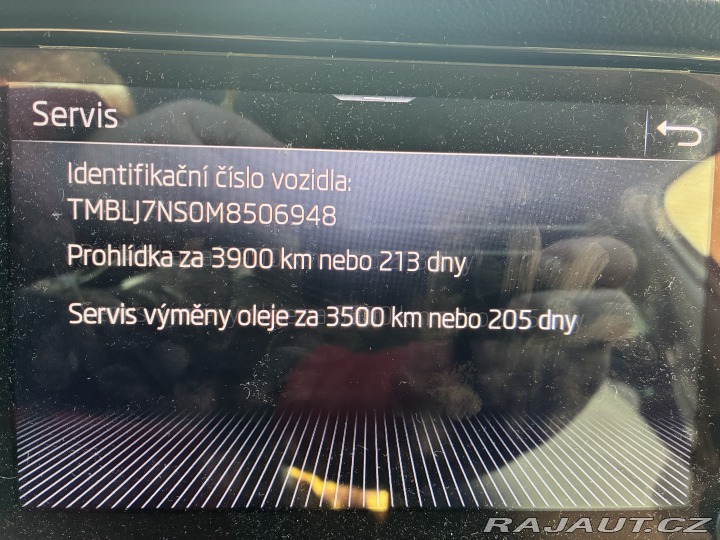 Servis
Identifikační číslo vozidla:
TMBLJ7NS0M8506948
Prohlídka za 3900 km nebo 213 dny
Servis výměny oleje za 3500 km nebo 205 dny
RAJAUT.CZ